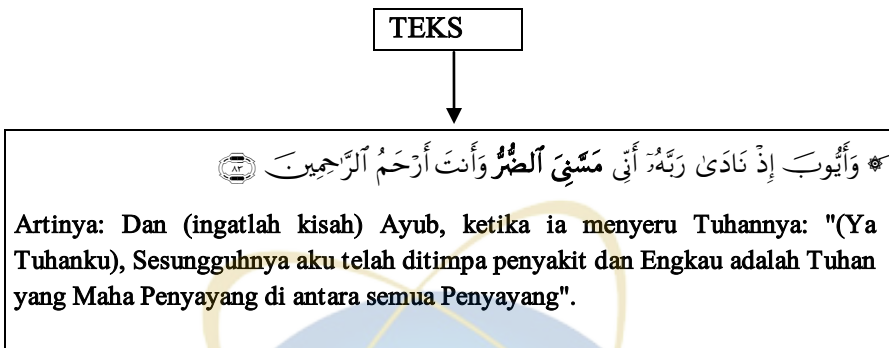 TEKS
۞ وَأَيُّوبَ إِذْ نَادَىٰ رَبَّهُۥٓ أَنِّى مَسَّنِىَ ٱلضُّرُّ وَأَنتَ أَرْحَمُ ٱلرَّٰحِمِينَ ۝٨٣
Artinya: Dan (ingatlah kisah) Ayub, ketika ia menyeru Tuhannya: "(Ya
Tuhanku), Sesungguhnya aku telah ditimpa penyakit dan Engkau adalah Tuhan
yang Maha Penyayang di antara semua Penyayang".